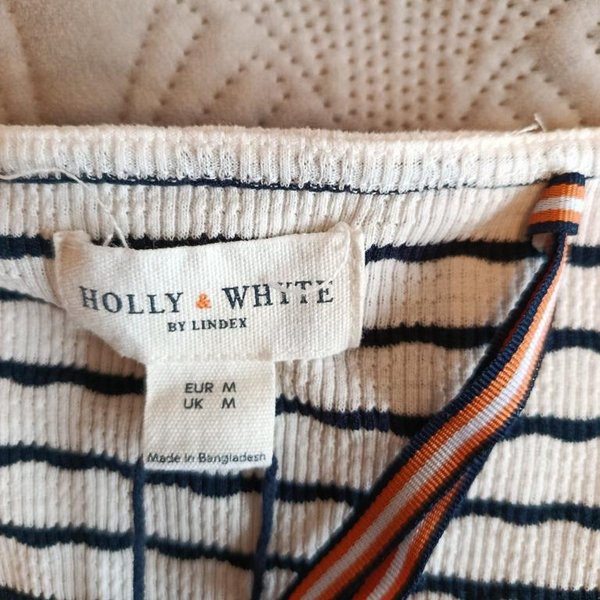 HOLLY & WHITE
BY LINDEX
EUR M
UK M
Made in Bangladesh